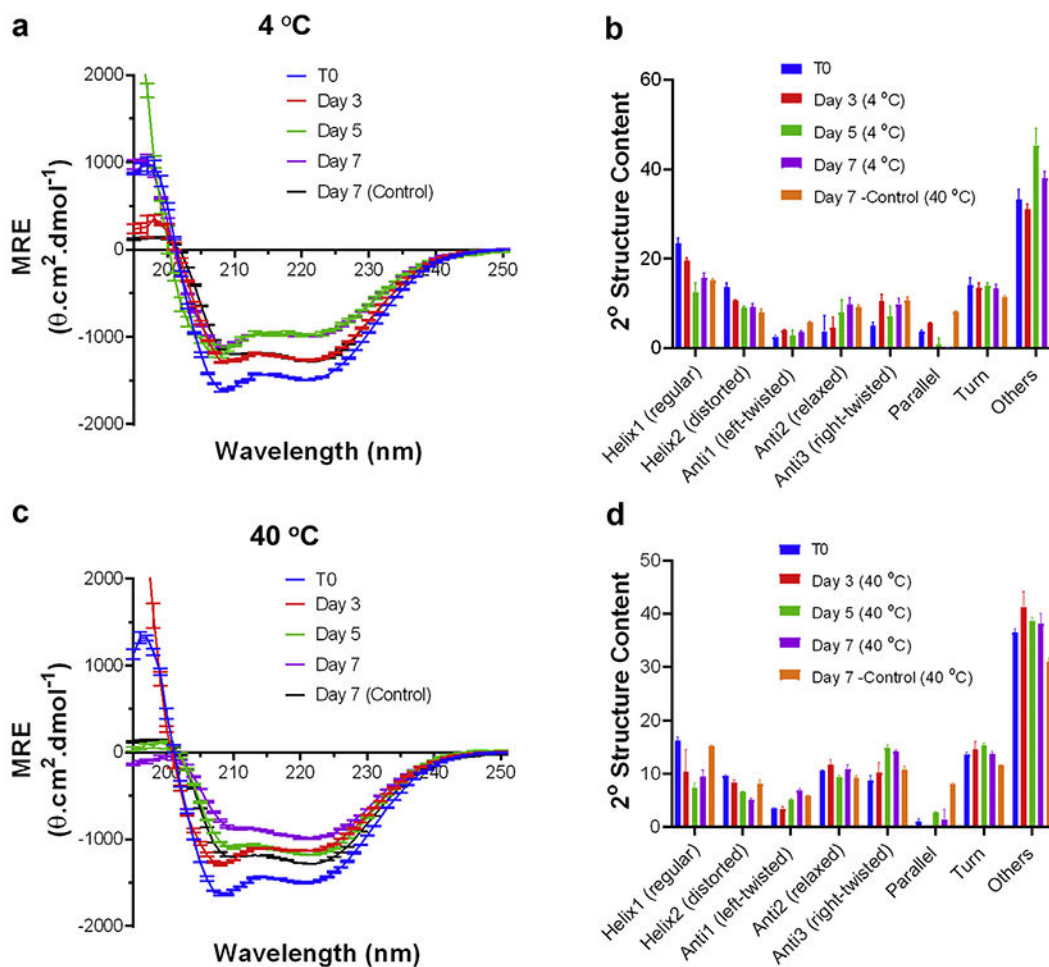 a
4 °C
2000
1000
0
-1000
-2000
200
210
220
230
240
250
MRE
(θ.cm².dmol⁻¹)
Wavelength (nm)
T0
Day 3
Day 5
Day 7
Day 7 (Control)
b
60
40
20
0
2° Structure Content
T0
Day 3 (4 °C)
Day 5 (4 °C)
Day 7 (4 °C)
Day 7 -Control (40 °C)
Helix1 (regular)
Helix2 (distorted)
Anti1 (left-twisted)
Anti2 (relaxed)
Anti3 (right-twisted)
Parallel
Turn
Others
c
40 °C
2000
1000
0
-1000
-2000
200
210
220
230
240
250
MRE
(θ.cm².dmol⁻¹)
Wavelength (nm)
T0
Day 3
Day 5
Day 7
Day 7 (Control)
d
50
40
30
20
10
0
2° Structure Content
T0
Day 3 (40 °C)
Day 5 (40 °C)
Day 7 (40 °C)
Day 7 -Control (40 °C)
Helix1 (regular)
Helix2 (distorted)
Anti1 (left-twisted)
Anti2 (relaxed)
Anti3 (right-twisted)
Parallel
Turn
Others